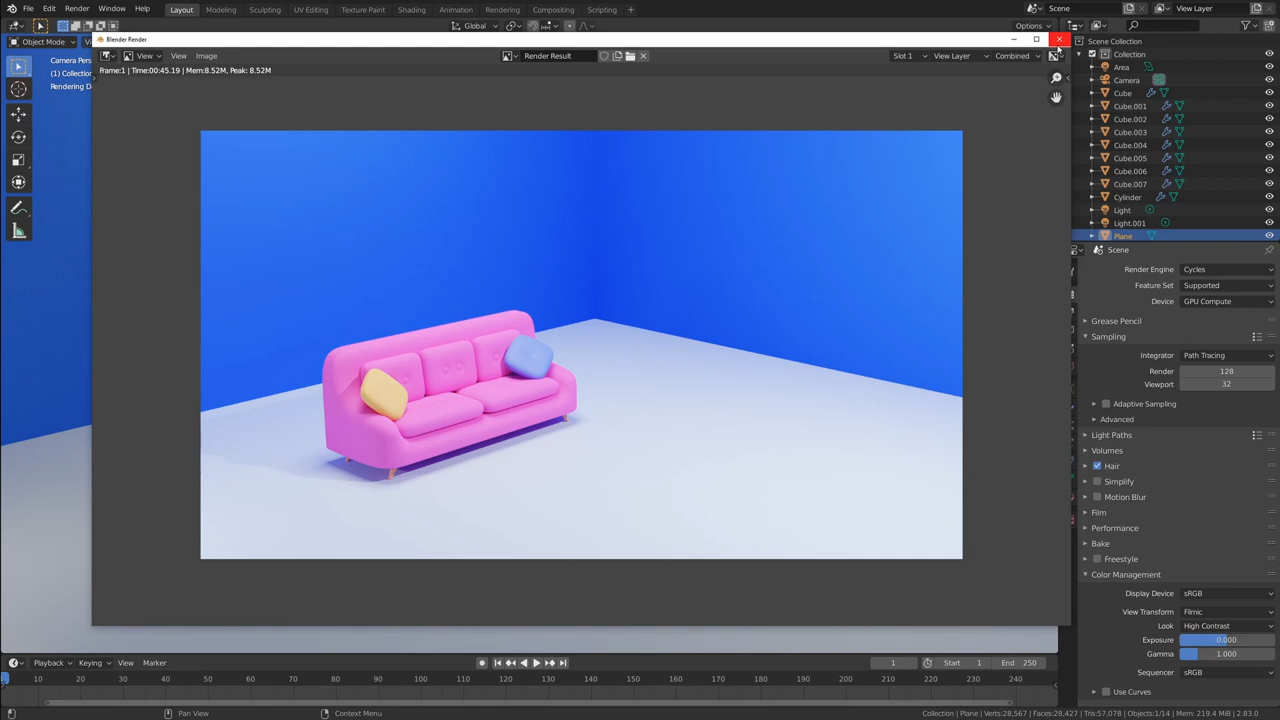 File Edit Render Window Help Layout Modeling Sculpting UV Editing Texture Paint Shading Animation Rendering Compositing Scripting Scene View Layer
Global Options
Object Mode
Blender Render
View View Image Render Result Slot 1 View Layer Combined
Frame:1 | Time:00:45.19 | Mem:8.52M, Peak: 8.52M
Camera Persp
(1) Collection
Rendering D
Scene Collection
Collection
Area
Camera
Cube
Cube.001
Cube.002
Cube.003
Cube.004
Cube.005
Cube.006
Cube.007
Cylinder
Light
Light.001
Plane
Scene
Render Engine Cycles
Feature Set Supported
Device GPU Compute
Grease Pencil
Sampling
Integrator Path Tracing
Render 128
Viewport 32
Adaptive Sampling
Advanced
Light Paths
Volumes
Hair
Simplify
Motion Blur
Film
Performance
Bake
Freestyle
Color Management
Display Device sRGB
View Transform Filmic
Look High Contrast
Exposure 0.000
Gamma 1.000
Sequencer sRGB
Use Curves
Playback Keying View Marker 1 Start 1 End 250
10 20 30 40 50 60 70 80 90 100 110 120 130 140 150 160 170 180 190 200 210 220 230 240
Pan View Context Menu Collection | Plane | Verts:28,567 | Faces:28,427 | Tris:57,078 | Objects:1/14 | Mem: 219.4 MiB | 2.83.0